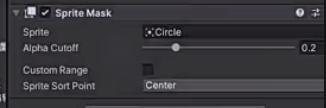 Sprite Mask
Sprite Circle
Alpha Cutoff 0.2
Custom Range
Sprite Sort Point Center